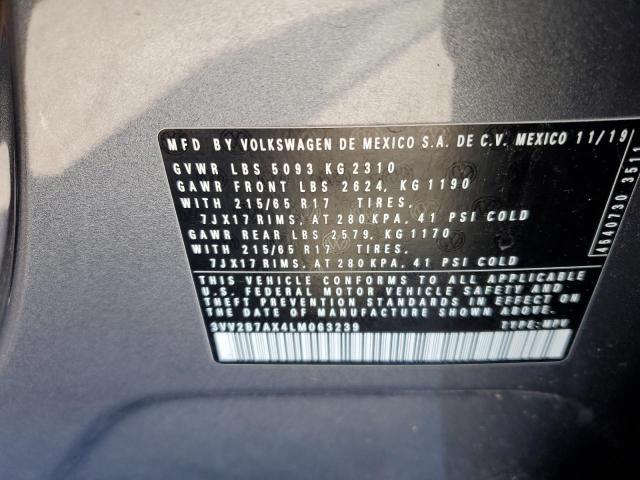 MFD BY VOLKSWAGEN DE MEXICO S.A. DE C.V. MEXICO 11/19
GVWR LBS 5093 KG 2310
GAWR FRONT LBS 2624, KG 1190
WITH 215/65 R17 TIRES,
7JX17 RIMS, AT 280 KPA, 41 PSI COLD
GAWR REAR LBS 2579, KG 1170
WITH 215/65 R17 TIRES,
7JX17 RIMS, AT 280 KPA, 41 PSI COLD
THIS VEHICLE CONFORMS TO ALL APPLICABLE
U.S. FEDERAL MOTOR VEHICLE SAFETY AND
THEFT PREVENTION STANDARDS IN EFFECT ON
THE DATE OF MANUFACTURE SHOWN ABOVE.
3VV2B7AX4LM063239 TYPE: MPV
4540730 3511